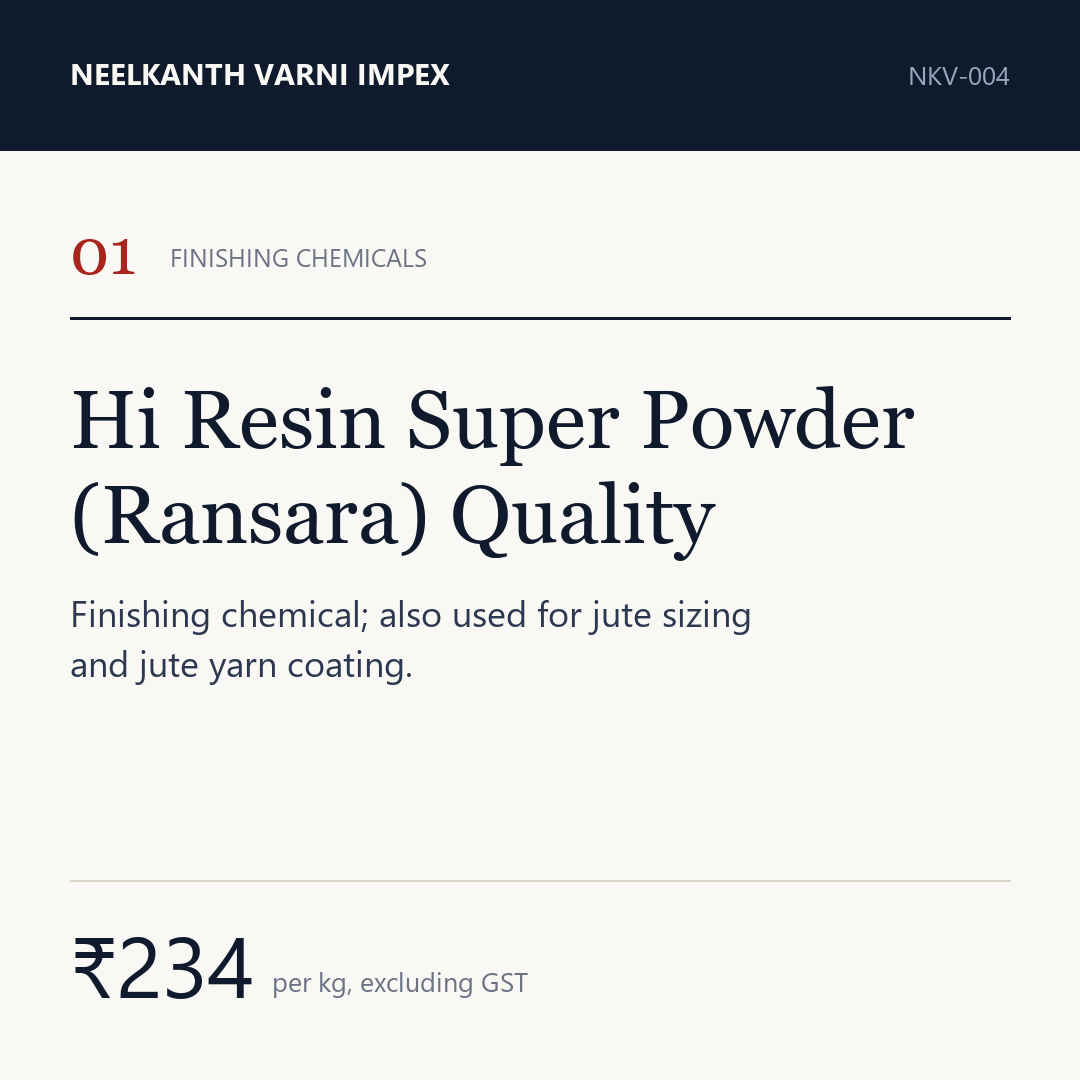 NEELKANTH VARNI IMPEX
NKV-004
01
FINISHING CHEMICALS
Hi Resin Super Powder
(Ransara) Quality
Finishing chemical; also used for jute sizing
and jute yarn coating.
₹234 per kg, excluding GST